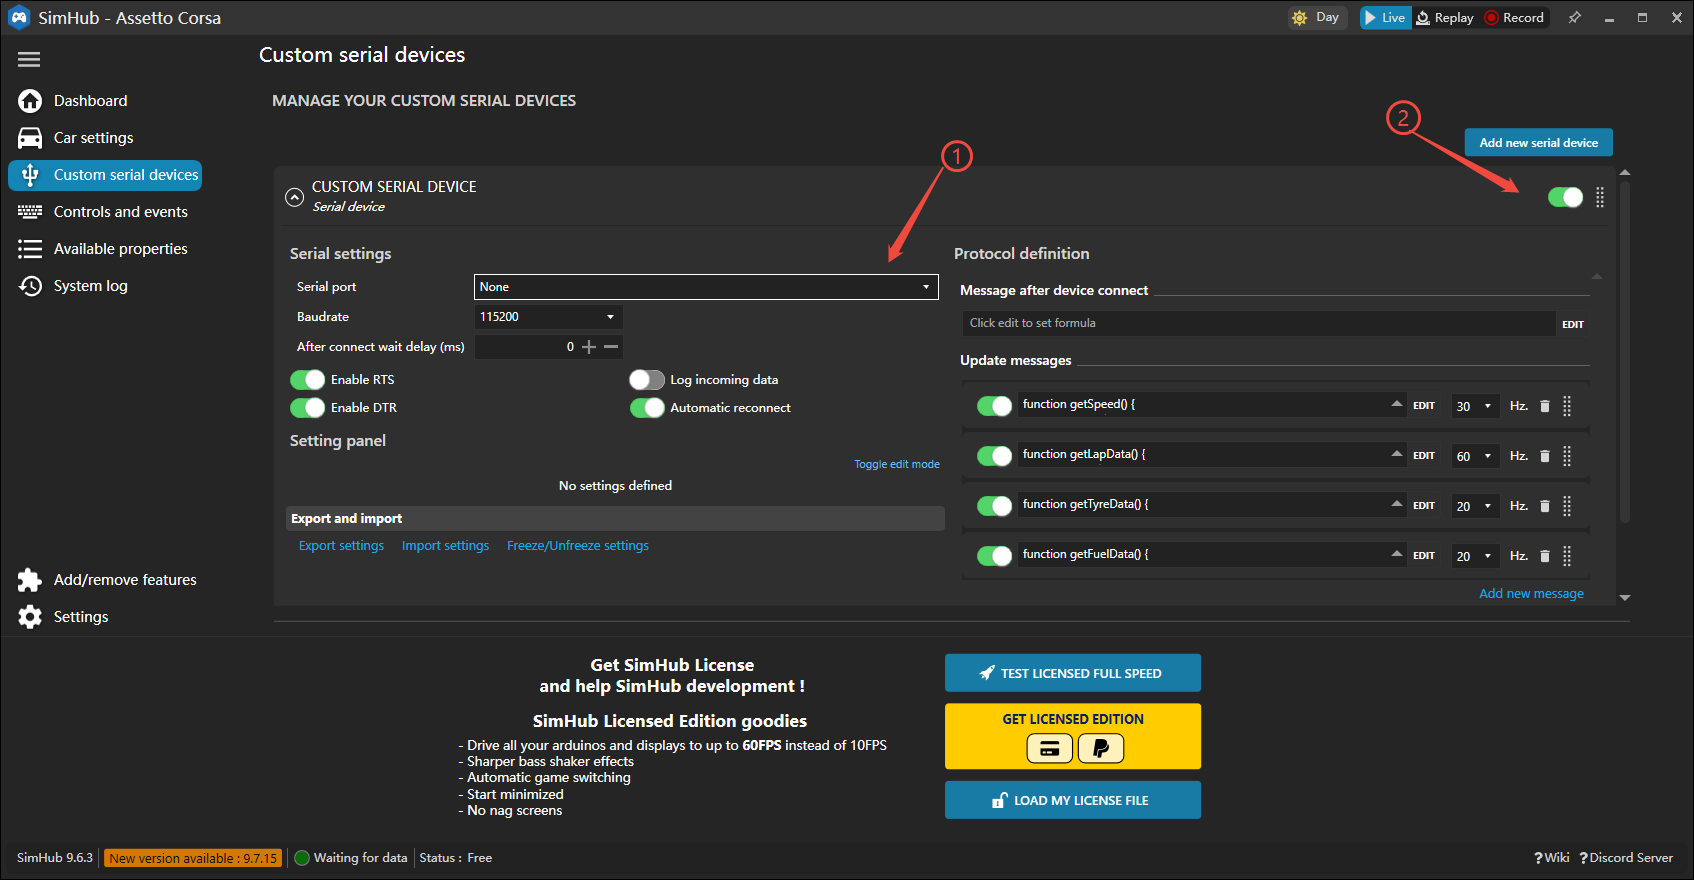 SimHub - Assetto Corsa
Day
Live
Replay
Record
Custom serial devices
Dashboard
Car settings
Custom serial devices
Controls and events
Available properties
System log
Add/remove features
Settings
MANAGE YOUR CUSTOM SERIAL DEVICES
1
2
Add new serial device
CUSTOM SERIAL DEVICE
Serial device
Serial settings
Serial port
None
Baudrate
115200
After connect wait delay (ms)
0
Enable RTS
Log incoming data
Enable DTR
Automatic reconnect
Setting panel
Toggle edit mode
No settings defined
Export and import
Export settings
Import settings
Freeze/Unfreeze settings
Protocol definition
Message after device connect
Click edit to set formula
EDIT
Update messages
function getSpeed() {
EDIT
30
Hz.
function getLapData() {
EDIT
60
Hz.
function getTyreData() {
EDIT
20
Hz.
function getFuelData() {
EDIT
20
Hz.
Add new message
Get SimHub License
and help SimHub development !
SimHub Licensed Edition goodies
- Drive all your arduinos and displays to up to 60FPS instead of 10FPS
- Sharper bass shaker effects
- Automatic game switching
- Start minimized
- No nag screens
TEST LICENSED FULL SPEED
GET LICENSED EDITION
LOAD MY LICENSE FILE
SimHub 9.6.3
New version available : 9.7.15
Waiting for data
Status : Free
?Wiki
?Discord Server